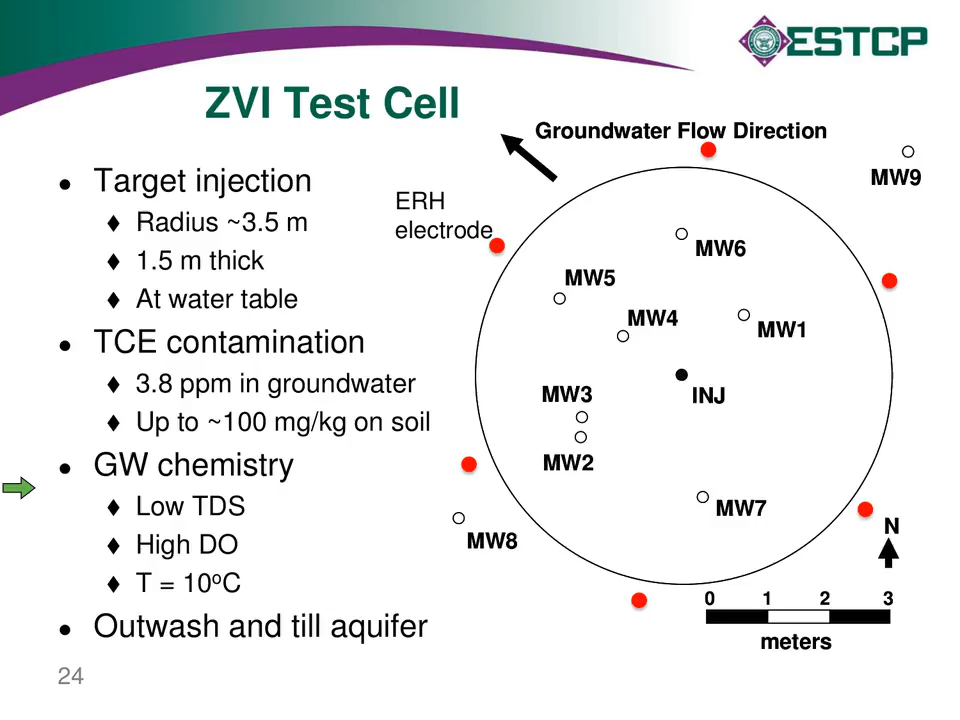 ESTCP
ZVI Test Cell
● Target injection
♦ Radius ~3.5 m
♦ 1.5 m thick
♦ At water table
● TCE contamination
♦ 3.8 ppm in groundwater
♦ Up to ~100 mg/kg on soil
● GW chemistry
♦ Low TDS
♦ High DO
♦ T = 10ºC
● Outwash and till aquifer
24
Groundwater Flow Direction
MW9
ERH
electrode
MW6
MW5
MW4
MW1
MW3
INJ
MW2
MW7
MW8
N
0 1 2 3
meters